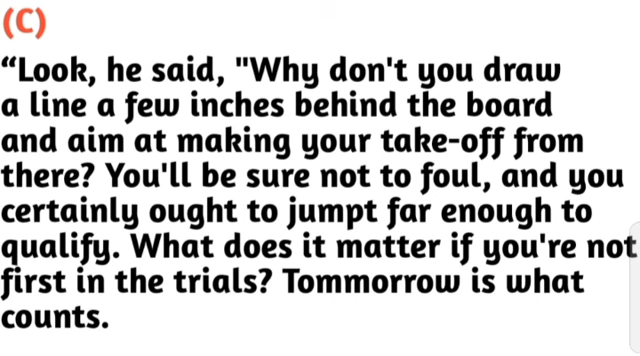 (C)
“Look, he said, "Why don't you draw
a line a few inches behind the board
and aim at making your take-off from
there? You'll be sure not to foul, and you
certainly ought to jumpt far enough to
qualify. What does it matter if you're not
first in the trials? Tommorrow is what
counts.